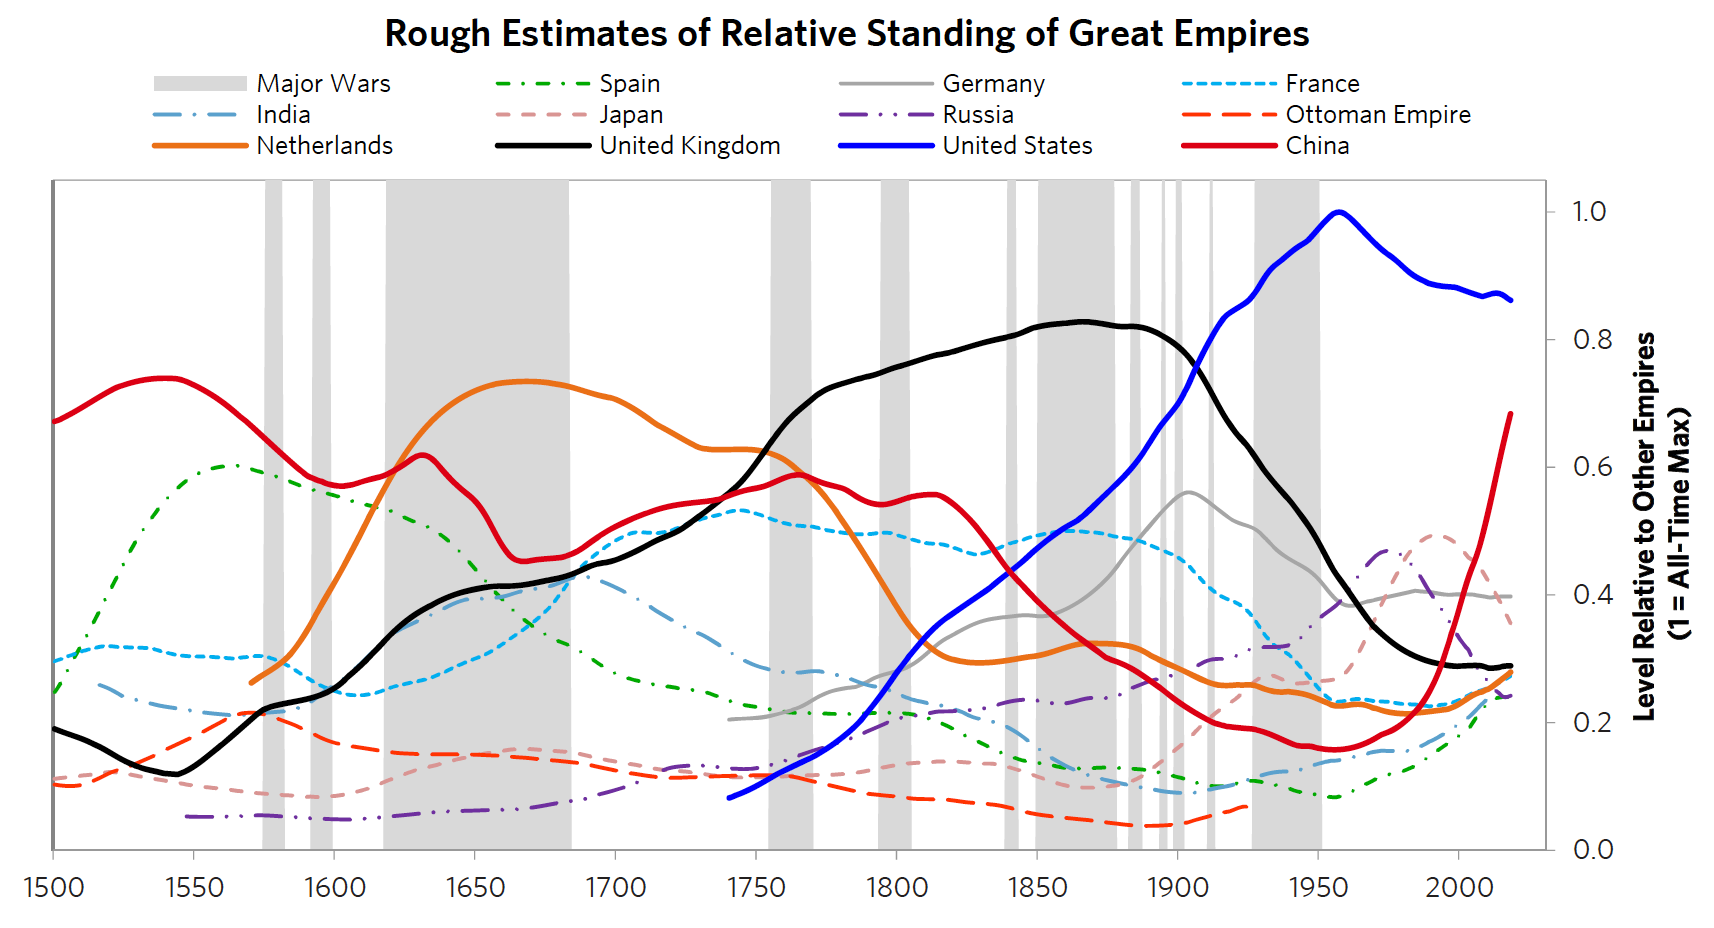 Rough Estimates of Relative Standing of Great Empires
Major Wars
Spain
Germany
France
India
Japan
Russia
Ottoman Empire
Netherlands
United Kingdom
United States
China
1.0
0.8
0.6
0.4
0.2
0.0
Level Relative to Other Empires
(1 = All-Time Max)
1500
1550
1600
1650
1700
1750
1800
1850
1900
1950
2000